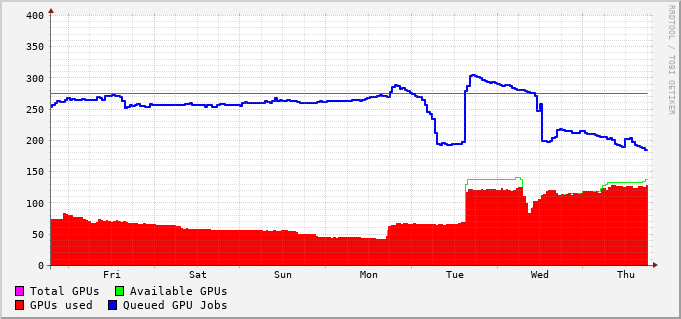 400
350
300
250
200
150
100
50
0
Fri Sat Sun Mon Tue Wed Thu
Total GPUs Available GPUs
GPUs used Queued GPU Jobs
RRDTOOL / TOBI OETIKER